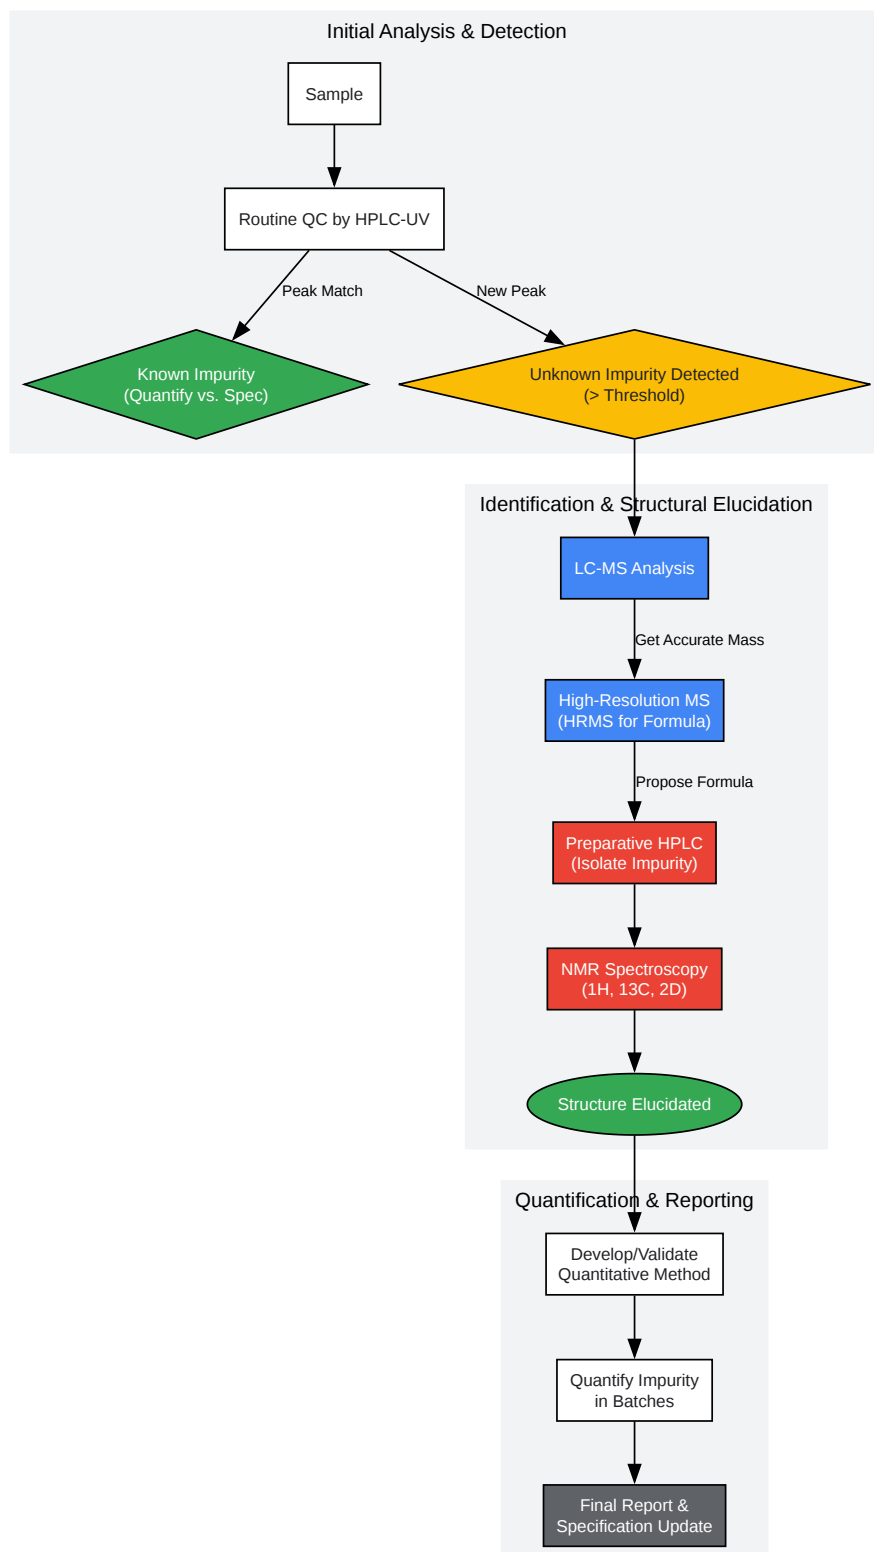 Initial Analysis & Detection
Sample
Routine QC by HPLC-UV
Peak Match
New Peak
Known Impurity
(Quantify vs. Spec)
Unknown Impurity Detected
(> Threshold)
Identification & Structural Elucidation
LC-MS Analysis
Get Accurate Mass
High-Resolution MS
(HRMS for Formula)
Propose Formula
Preparative HPLC
(Isolate Impurity)
NMR Spectroscopy
(1H, 13C, 2D)
Structure Elucidated
Quantification & Reporting
Develop/Validate
Quantitative Method
Quantify Impurity
in Batches
Final Report &
Specification Update